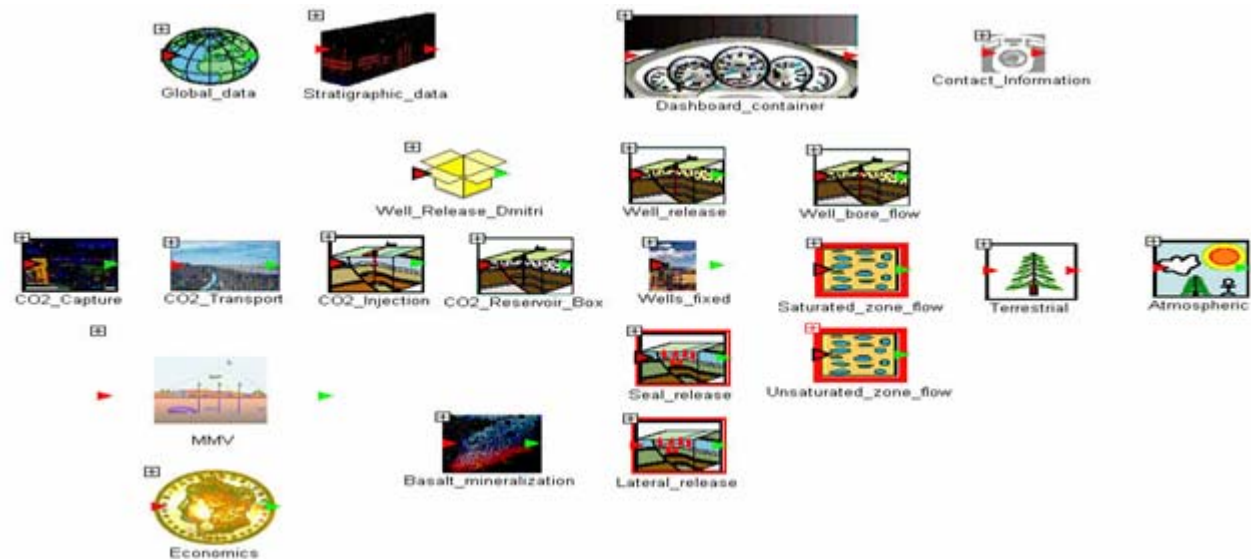 Global_data
Stratigraphic_data
Dashboard_container
Contact_Information
Well_Release_Dmitri
Well_release
Well_bore_flow
CO2_Capture
CO2_Transport
CO2_Injection
CO2_Reservoir_Box
Wells_fixed
Saturated_zone_flow
Terrestrial
Atmospheric
MMV
Seal_release
Unsaturated_zone_flow
Basalt_mineralization
Lateral_release
Economics